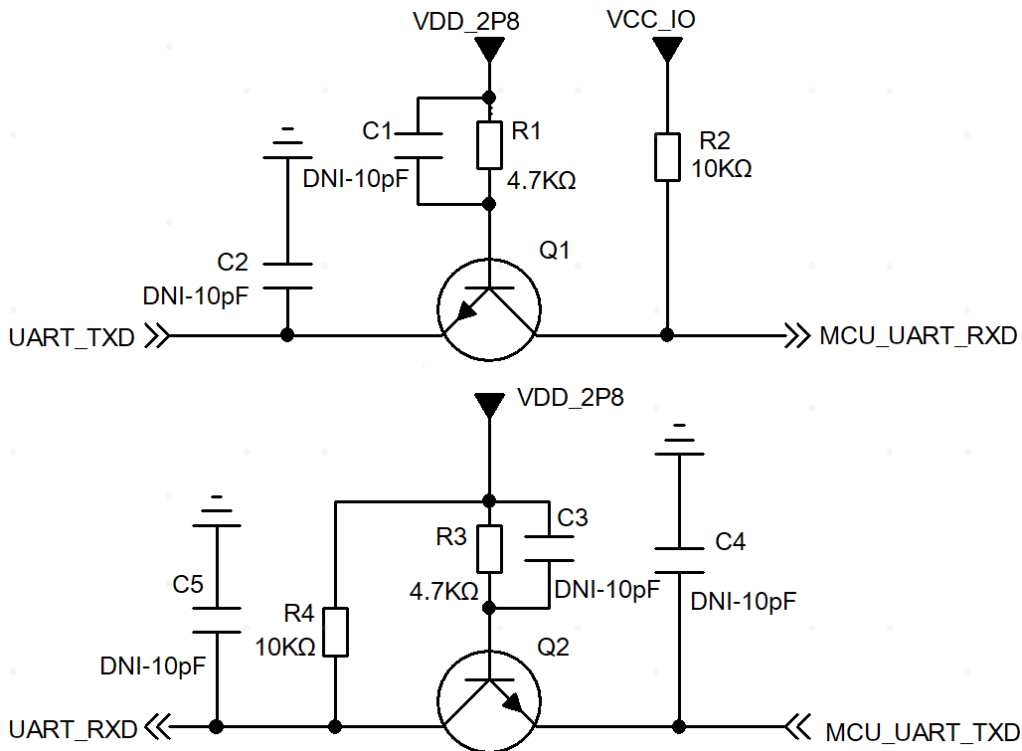 VDD_2P8
VCC_IO
C1
R1
R2
10KΩ
DNI-10pF
4.7KΩ
C2
DNI-10pF
Q1
UART_TXD
MCU_UART_RXD
VDD_2P8
C3
R3
C4
C5
4.7KΩ
DNI-10pF
DNI-10pF
R4
10KΩ
Q2
DNI-10pF
UART_RXD
MCU_UART_TXD